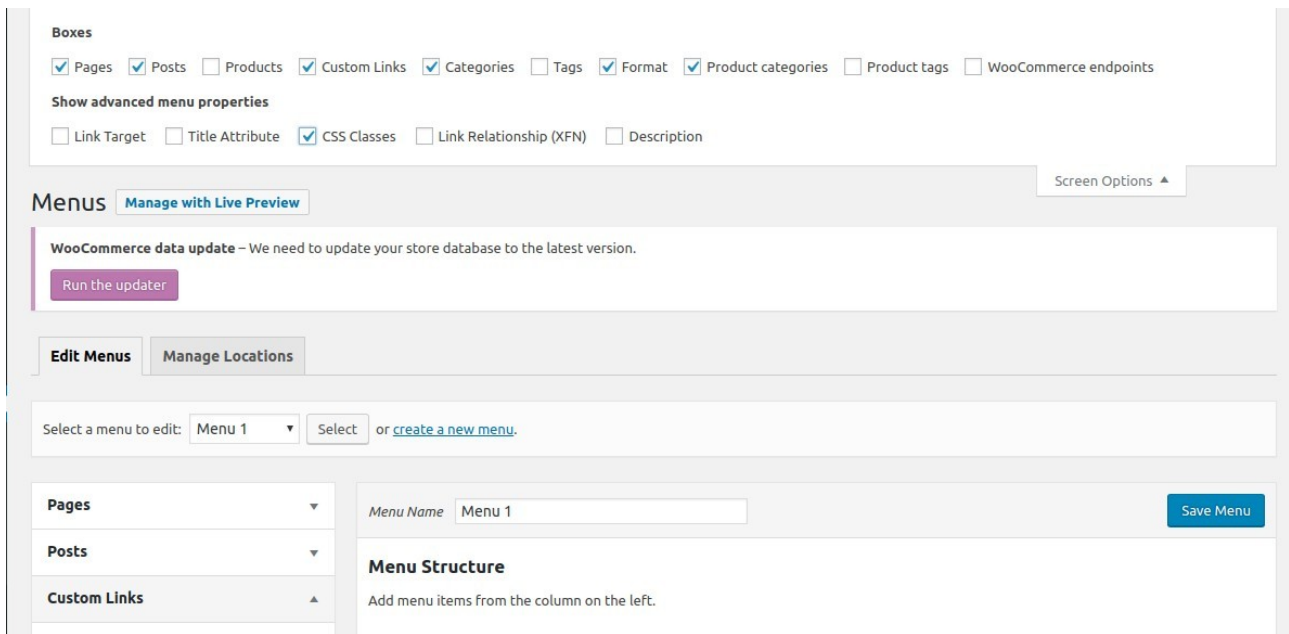 Boxes
Pages Posts Products Custom Links Categories Tags Format Product categories Product tags WooCommerce endpoints
Show advanced menu properties
Link Target Title Attribute CSS Classes Link Relationship (XFN) Description
Screen Options
Menus Manage with Live Preview
WooCommerce data update – We need to update your store database to the latest version.
Run the updater
Edit Menus Manage Locations
Select a menu to edit: Menu 1 Select or create a new menu.
Pages
Menu Name Menu 1 Save Menu
Posts
Menu Structure
Custom Links
Add menu items from the column on the left.